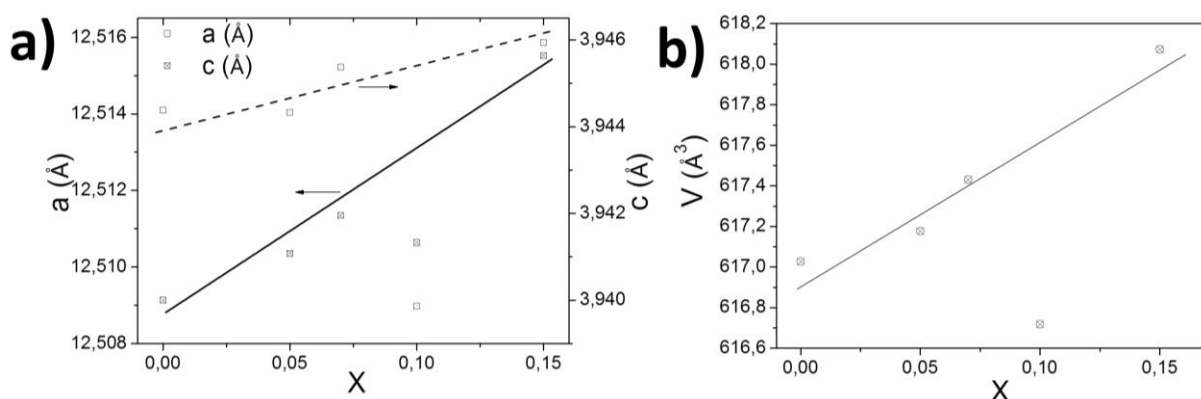 a)
12,516
12,514
12,512
12,510
12,508
a (Å)
a (Å)
c (Å)
3,946
3,944
3,942
3,940
c (Å)
0,00 0,05 0,10 0,15
X
b)
618,2
618,0
617,8
617,6
617,4
617,2
617,0
616,8
616,6
V (Å³)
0,00 0,05 0,10 0,15
X